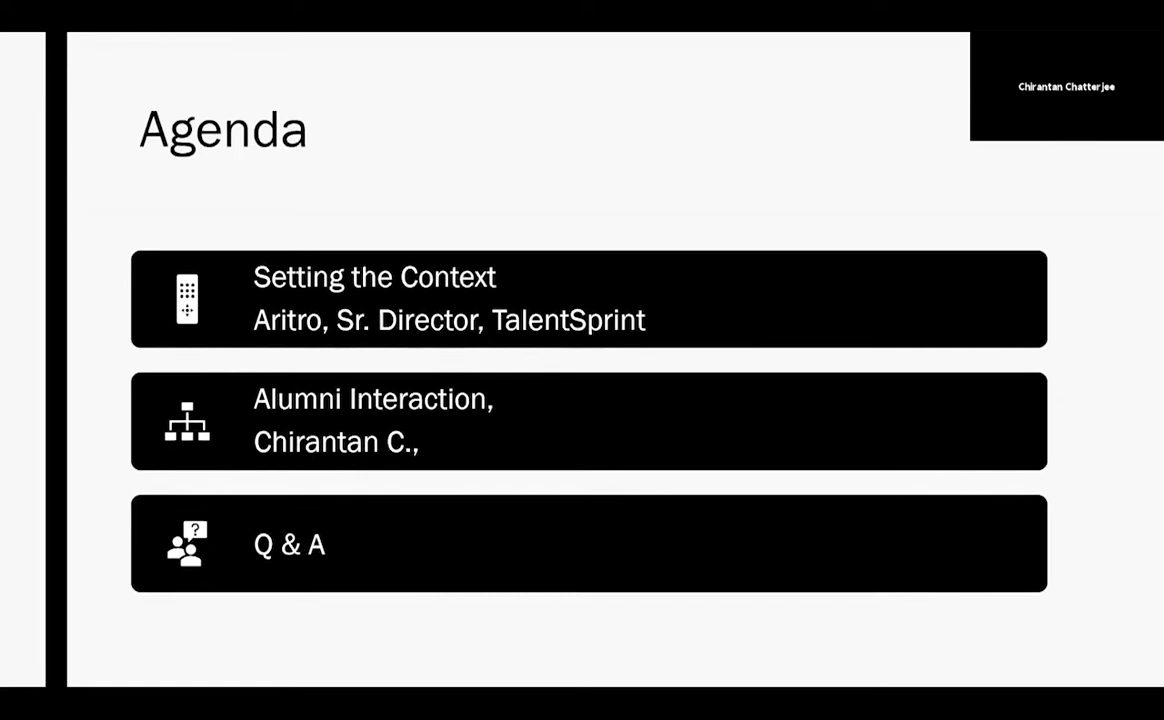 Chirantan Chatterjee
Agenda
Setting the Context
Aritro, Sr. Director, TalentSprint
Alumni Interaction,
Chirantan C.,
?
Q & A